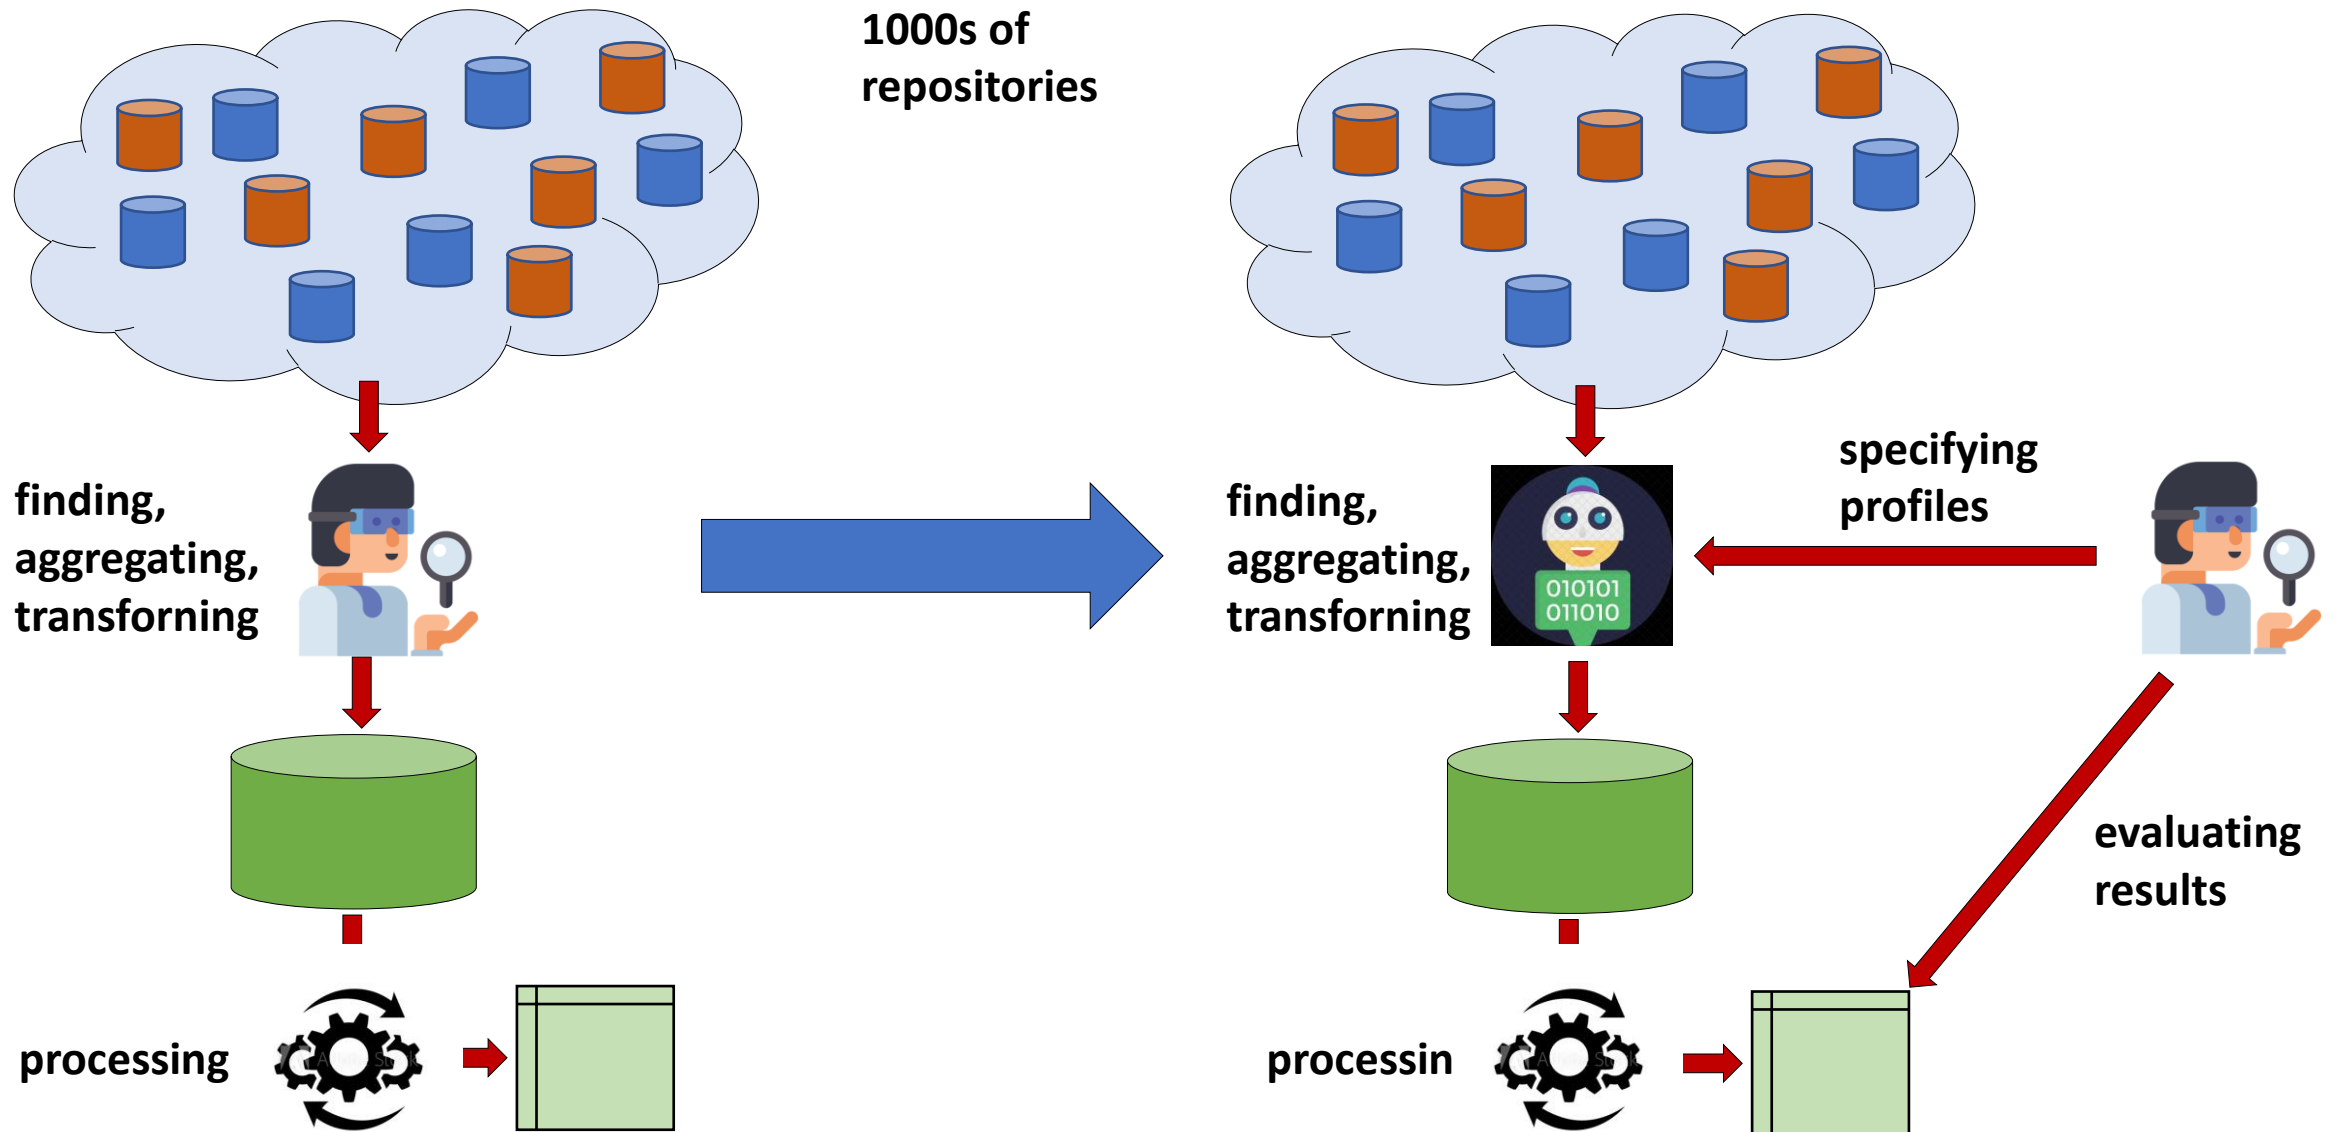 1000s of
repositories
finding,
aggregating,
transforning
processing
finding,
aggregating,
transforning
010101
011010
specifying
profiles
evaluating
results
processin